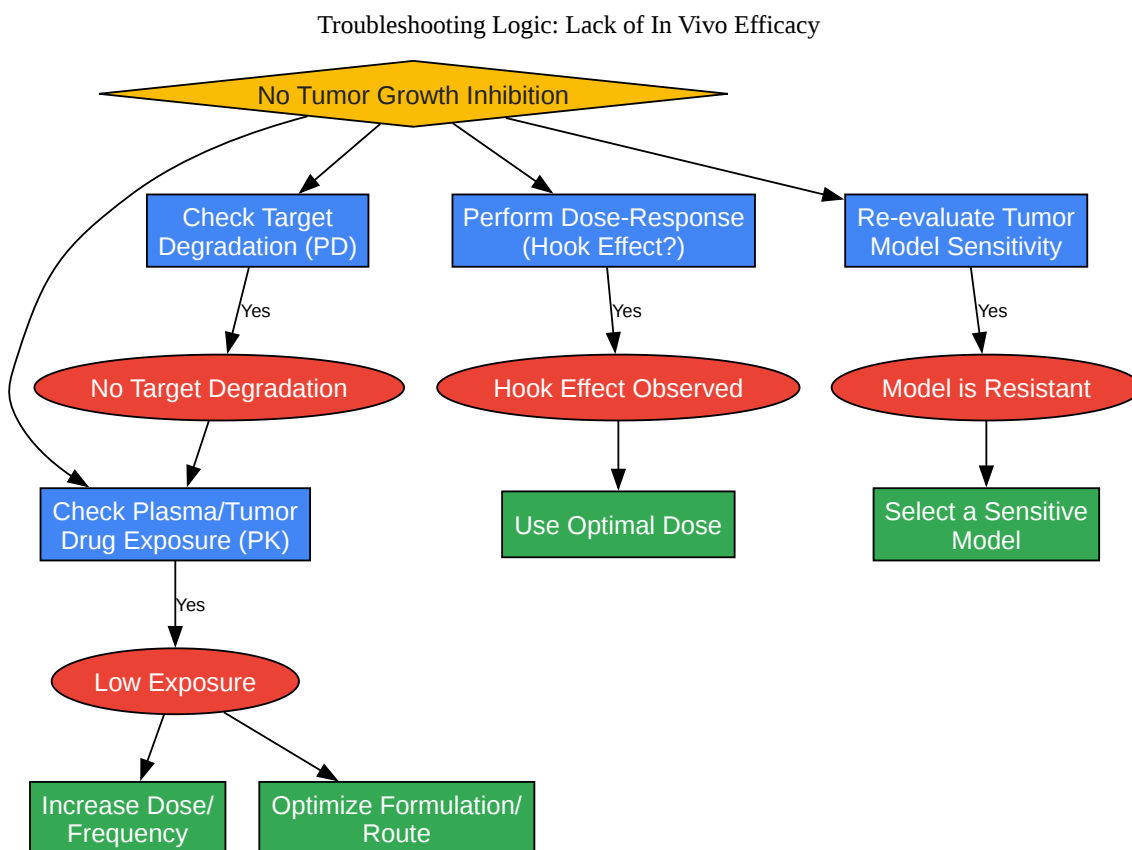 Troubleshooting Logic: Lack of In Vivo Efficacy
No Tumor Growth Inhibition
Check Target
Degradation (PD)
Perform Dose-Response
(Hook Effect?)
Re-evaluate Tumor
Model Sensitivity
Yes
Yes
Yes
No Target Degradation
Hook Effect Observed
Model is Resistant
Check Plasma/Tumor
Drug Exposure (PK)
Use Optimal Dose
Select a Sensitive
Model
Yes
Low Exposure
Increase Dose/
Frequency
Optimize Formulation/
Route